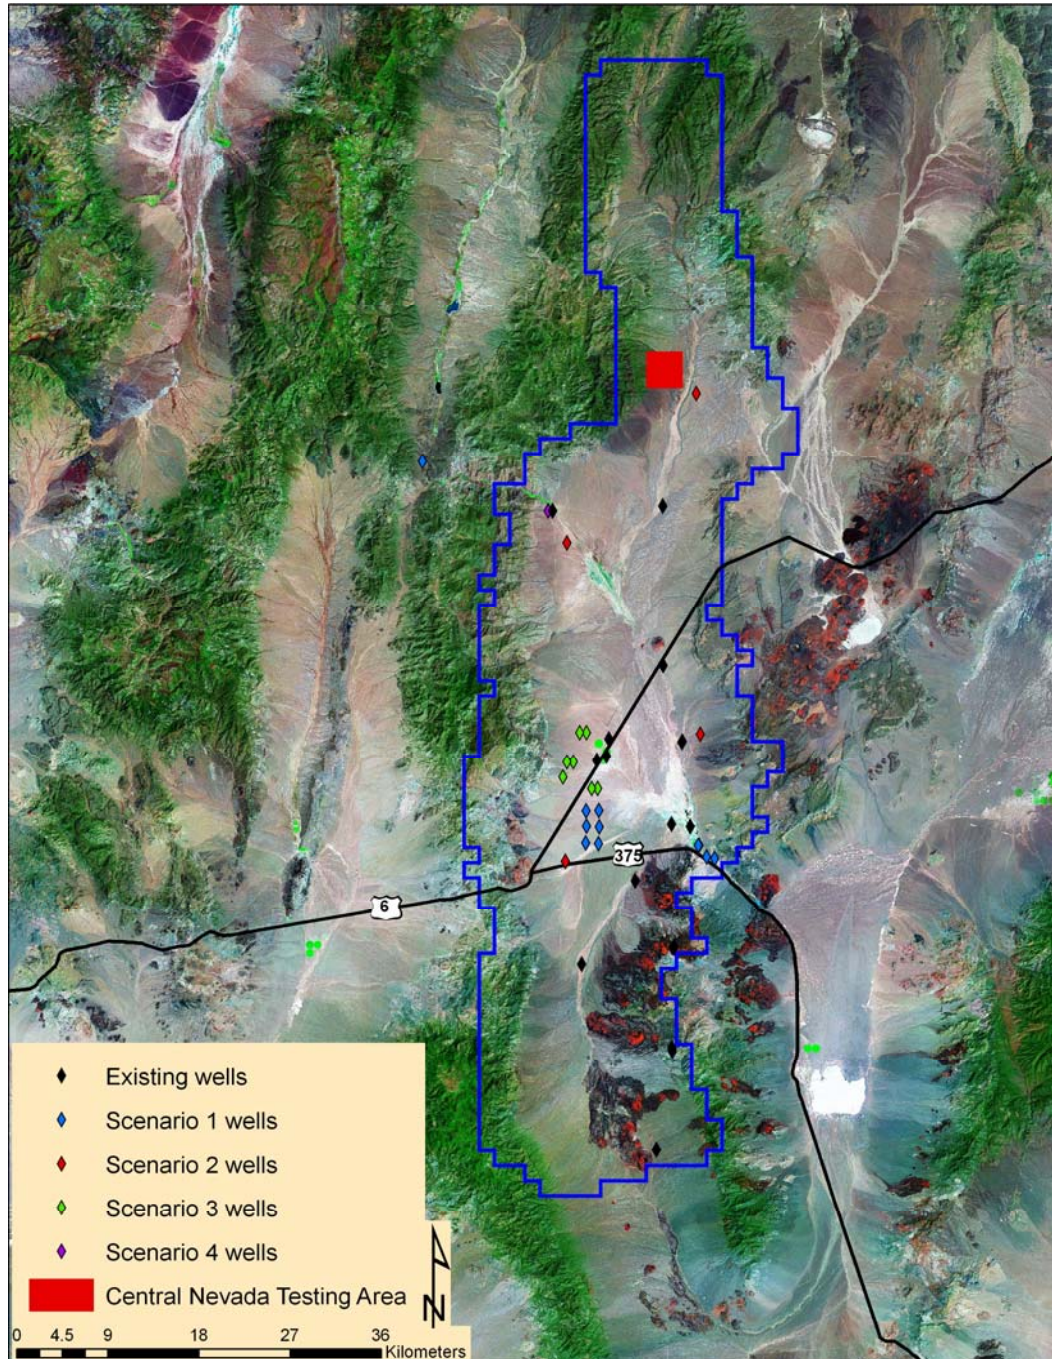 375
6
Existing wells
Scenario 1 wells
Scenario 2 wells
Scenario 3 wells
Scenario 4 wells
Central Nevada Testing Area
N
0 4.5 9 18 27 36
Kilometers